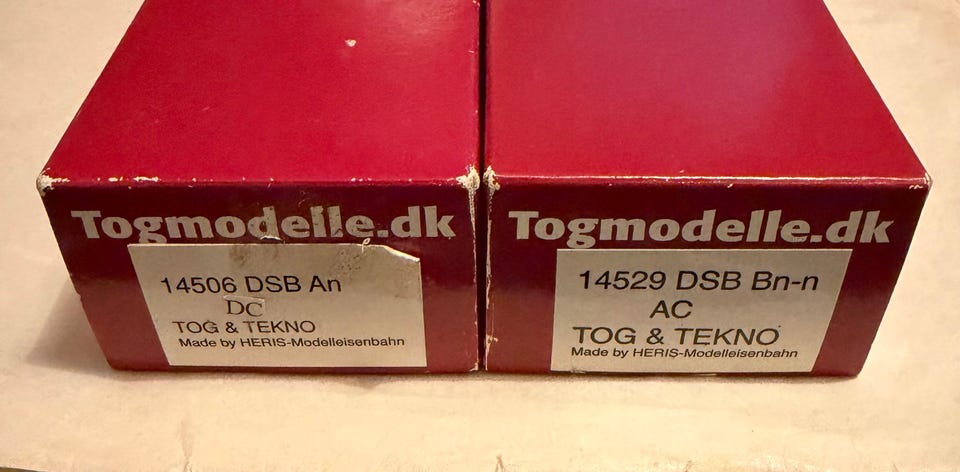 Togmodelle.dk
14506 DSB An
DC
TOG & TEKNO
Made by HERIS-Modelleisenbahn
Togmodelle.dk
14529 DSB Bn-n
AC
TOG & TEKNO
Made by HERIS-Modelleisenbahn